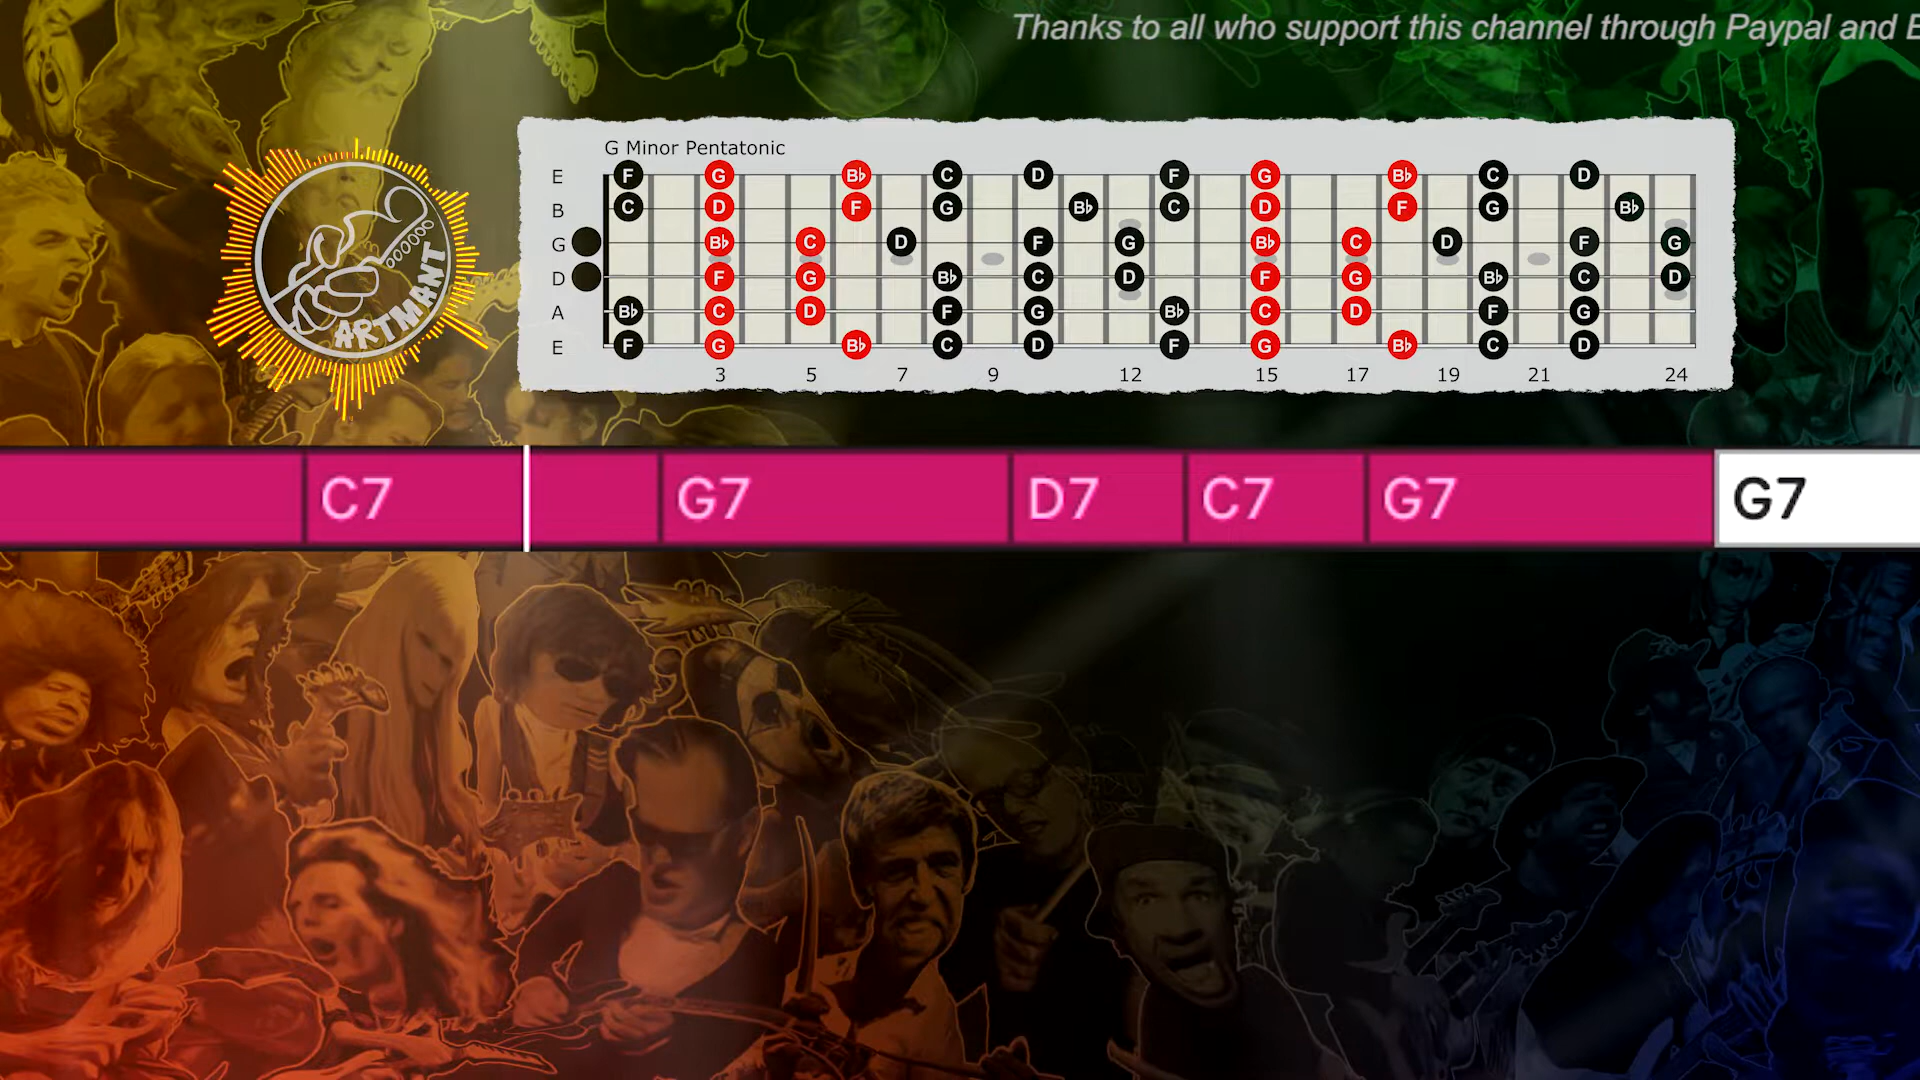 Thanks to all who support this channel through Paypal and
G Minor Pentatonic
E F G B♭ C D F G B♭ C D
B C D F G B♭ C D F G B♭
G B♭ C D F G B♭ C D F G
D F G B♭ C D F G B♭ C D
A B♭ C D F G B♭ C D F G
E F G B♭ C D F G B♭ C D
3 5 7 9 12 15 17 19 21 24
ARTMANT
C7 G7 D7 C7 G7 G7